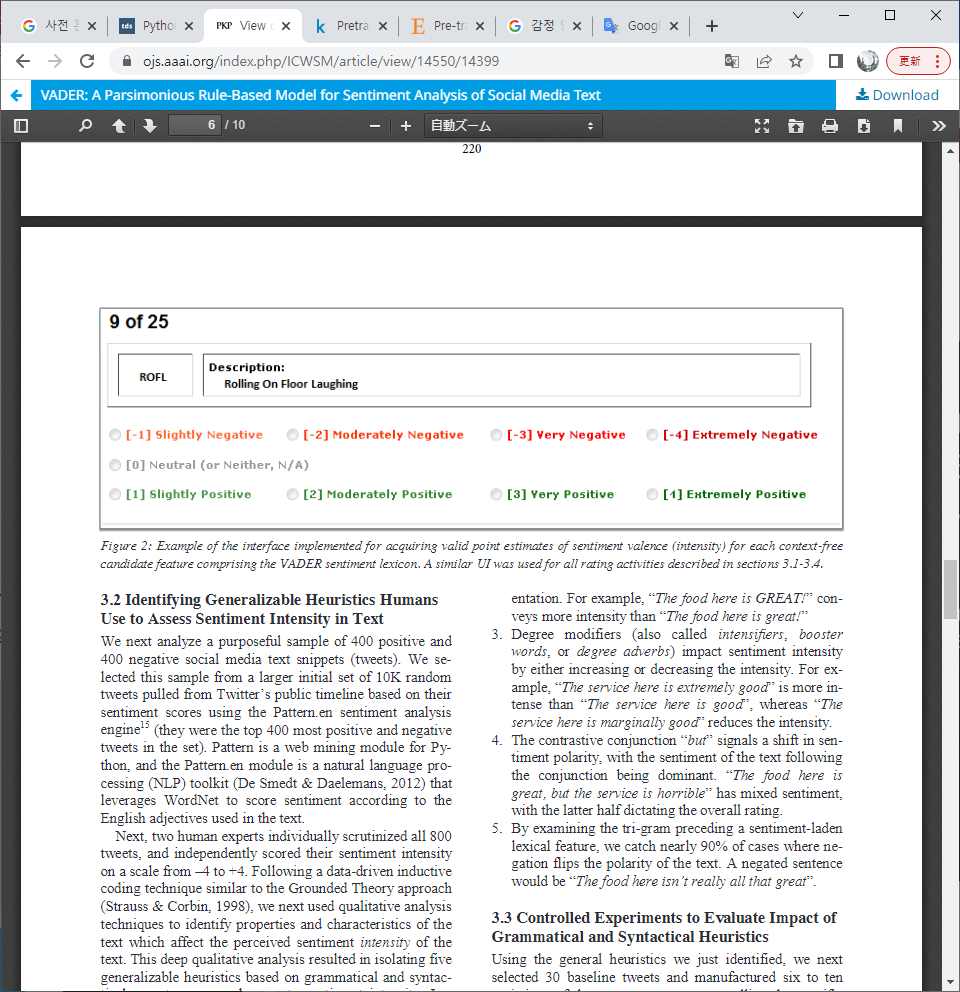 사전
Pytho
View
Pretra
Pre-tra
감정
Googl
ojs.aaai.org/index.php/ICWSM/article/view/14550/14399
更新
VADER: A Parsimonious Rule-Based Model for Sentiment Analysis of Social Media Text
Download
6 / 10
自動ズーム
220
9 of 25
ROFL
Description:
Rolling On Floor Laughing
[-1] Slightly Negative [-2] Moderately Negative [-3] Very Negative [-4] Extremely Negative
[0] Neutral (or Neither, N/A)
[1] Slightly Positive [2] Moderately Positive [3] Very Positive [4] Extremely Positive
Figure 2: Example of the interface implemented for acquiring valid point estimates of sentiment valence (intensity) for each context-free
candidate feature comprising the VADER sentiment lexicon. A similar UI was used for all rating activities described in sections 3.1-3.4.
3.2 Identifying Generalizable Heuristics Humans
Use to Assess Sentiment Intensity in Text
We next analyze a purposeful sample of 400 positive and
400 negative social media text snippets (tweets). We se-
lected this sample from a larger initial set of 10K random
tweets pulled from Twitter's public timeline based on their
sentiment scores using the Pattern.en sentiment analysis
engine15 (they were the top 400 most positive and negative
tweets in the set). Pattern is a web mining module for Py-
thon, and the Pattern.en module is a natural language pro-
cessing (NLP) toolkit (De Smedt & Daelemans, 2012) that
leverages WordNet to score sentiment according to the
English adjectives used in the text.
Next, two human experts individually scrutinized all 800
tweets, and independently scored their sentiment intensity
on a scale from –4 to +4. Following a data-driven inductive
coding technique similar to the Grounded Theory approach
(Strauss & Corbin, 1998), we next used qualitative analysis
techniques to identify properties and characteristics of the
text which affect the perceived sentiment intensity of the
text. This deep qualitative analysis resulted in isolating five
generalizable heuristics based on grammatical and syntac-
entation. For example, “The food here is GREAT!” con-
veys more intensity than “The food here is great!”
3. Degree modifiers (also called intensifiers, booster
words, or degree adverbs) impact sentiment intensity
by either increasing or decreasing the intensity. For ex-
ample, “The service here is extremely good” is more in-
tense than “The service here is good”, whereas “The
service here is marginally good” reduces the intensity.
4. The contrastive conjunction “but” signals a shift in sen-
timent polarity, with the sentiment of the text following
the conjunction being dominant. “The food here is
great, but the service is horrible” has mixed sentiment,
with the latter half dictating the overall rating.
5. By examining the tri-gram preceding a sentiment-laden
lexical feature, we catch nearly 90% of cases where ne-
gation flips the polarity of the text. A negated sentence
would be “The food here isn’t really all that great”.
3.3 Controlled Experiments to Evaluate Impact of
Grammatical and Syntactical Heuristics
Using the general heuristics we just identified, we next
selected 30 baseline tweets and manufactured six to ten